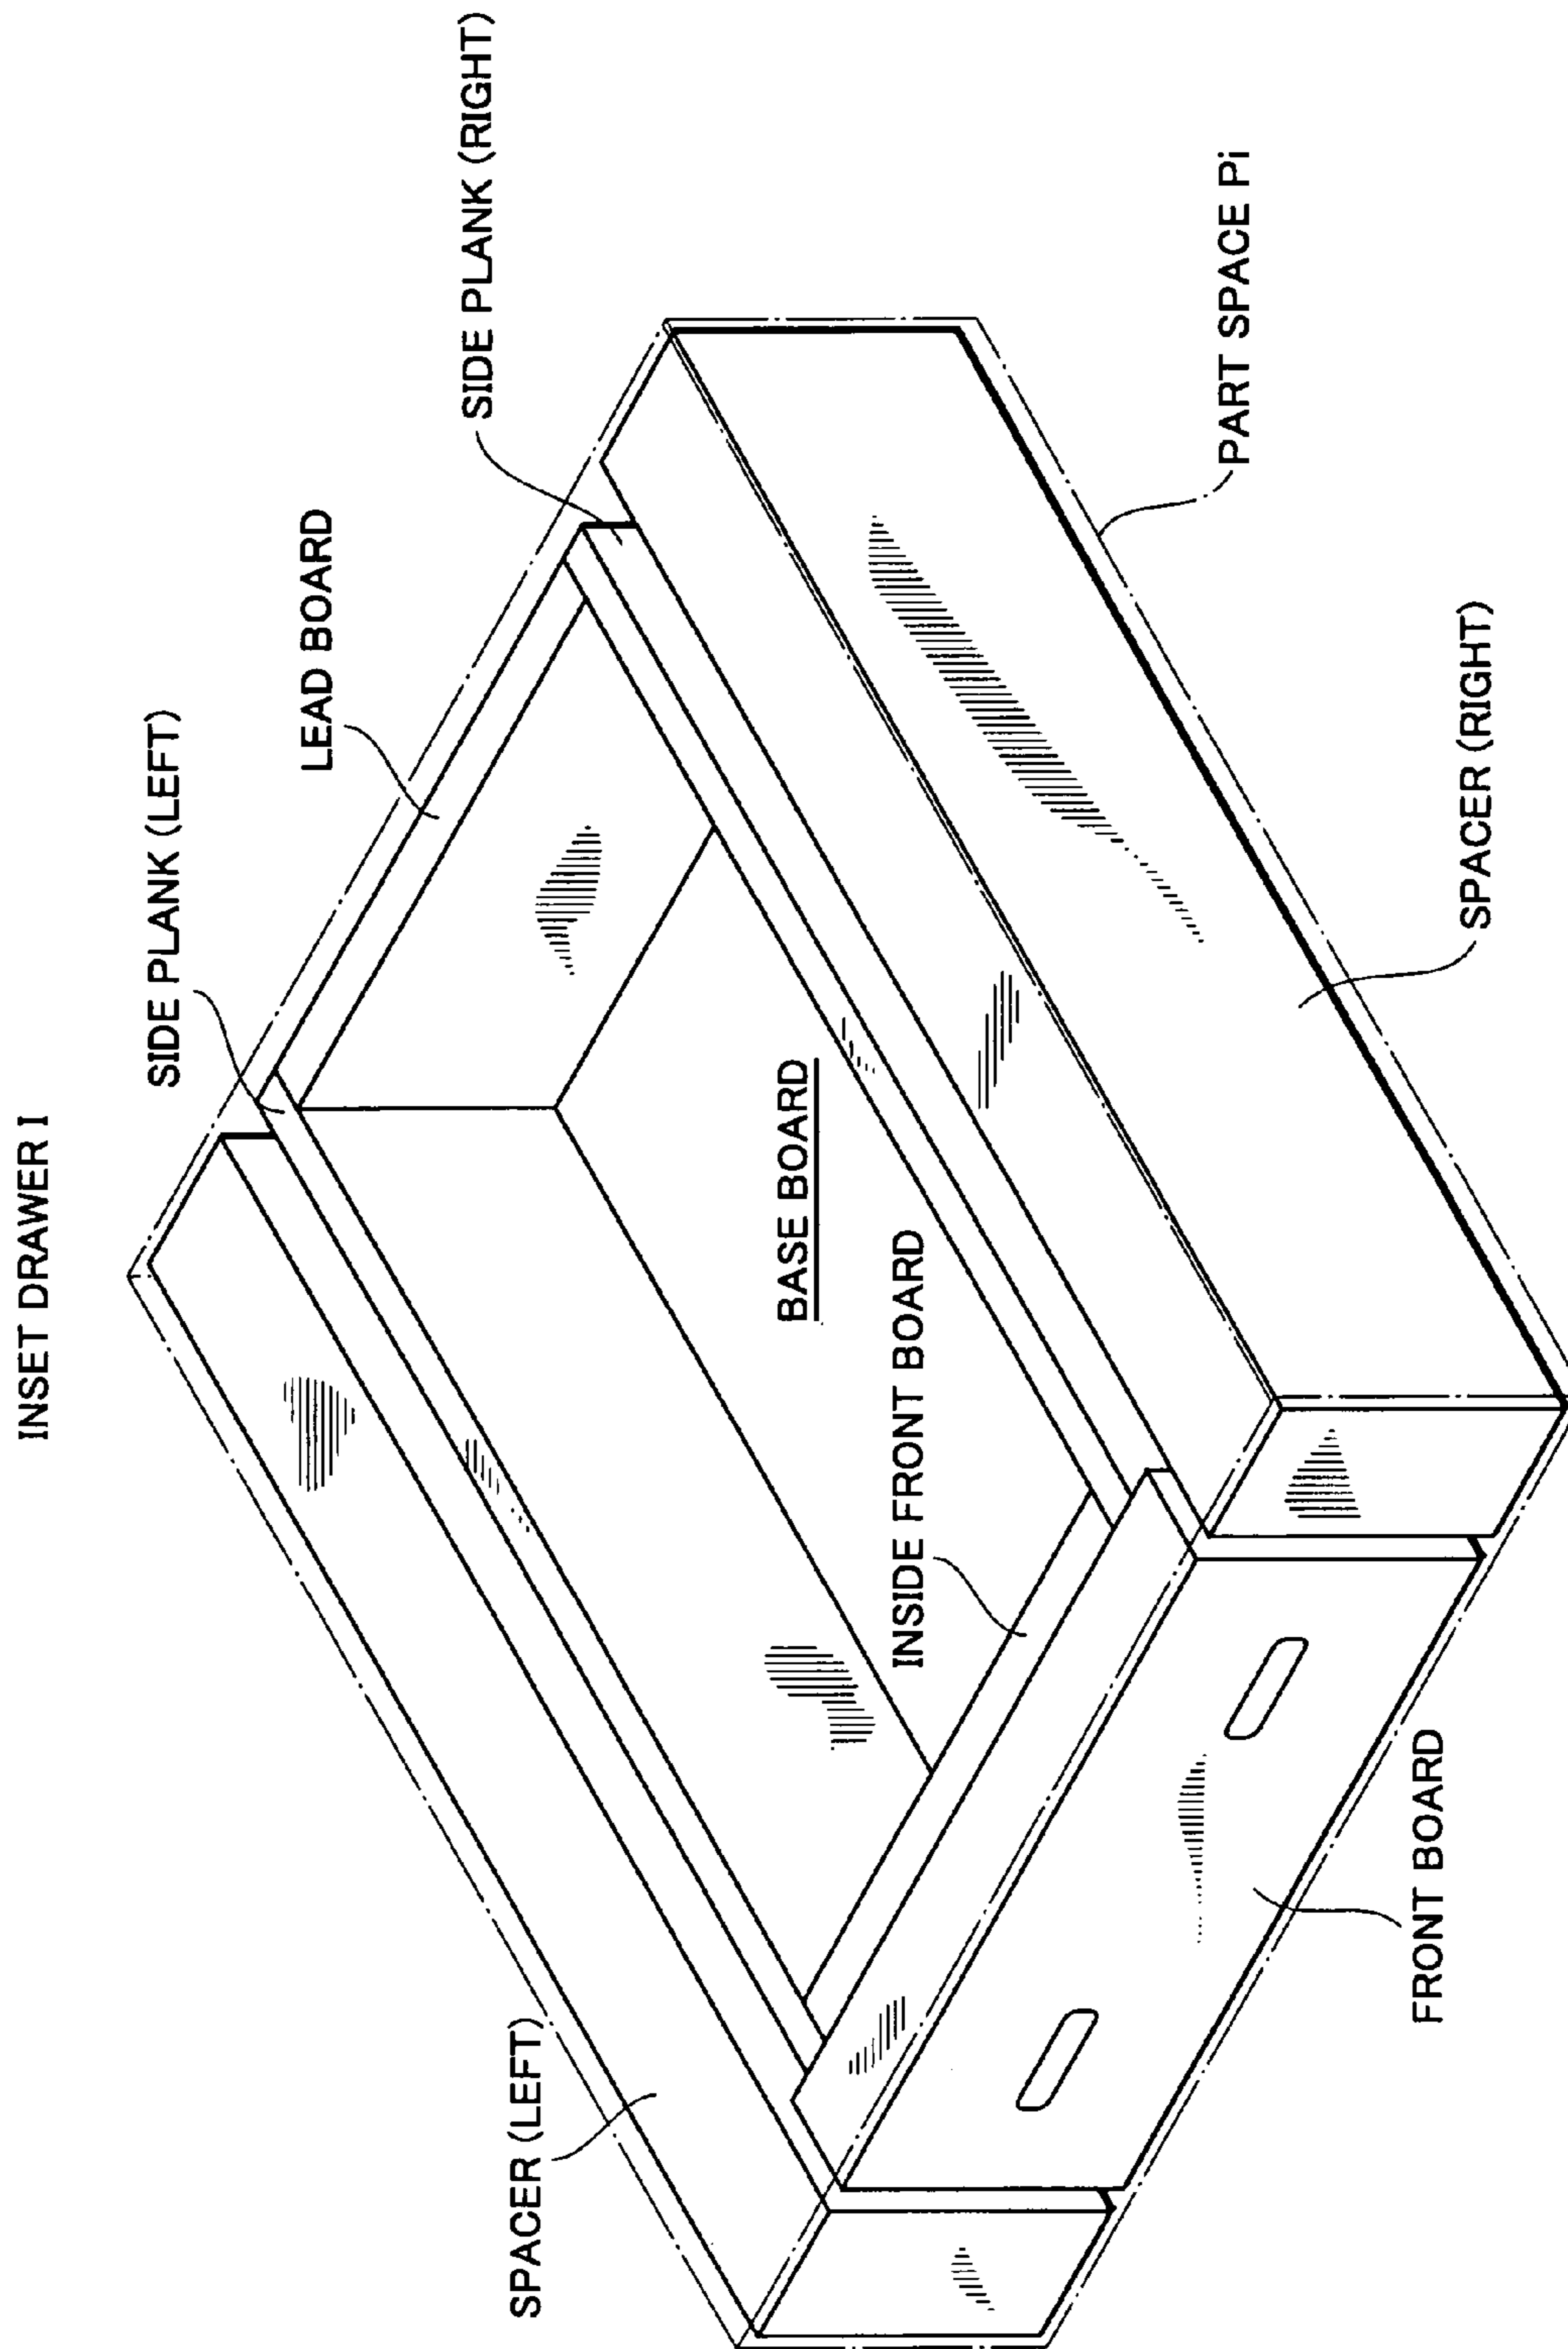 INSET DRAWER I
SIDE PLANK (LEFT)
LEAD BOARD
SIDE PLANK (RIGHT)
SPACER (LEFT)
BASE BOARD
INSIDE FRONT BOARD
PART SPACE Pi
FRONT BOARD
SPACER (RIGHT)